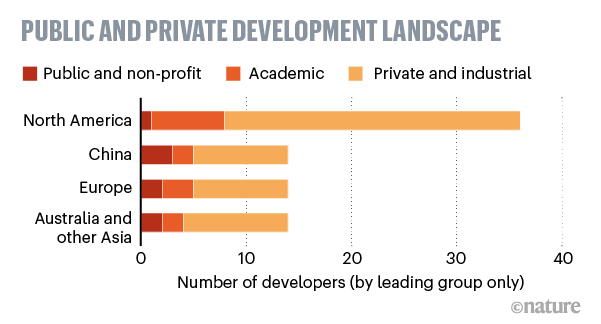 PUBLIC AND PRIVATE DEVELOPMENT LANDSCAPE
Public and non-profit Academic Private and industrial
North America
China
Europe
Australia and
other Asia
0 10 20 30 40
Number of developers (by leading group only)
©nature